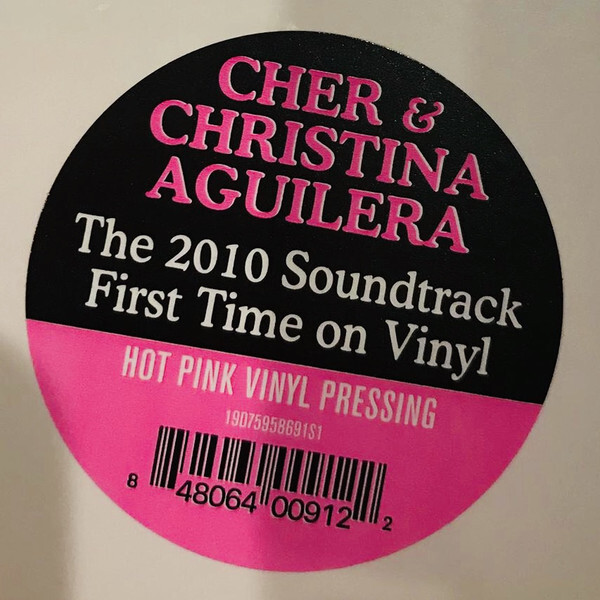 CHER &
CHRISTINA
AGUILERA
The 2010 Soundtrack
First Time on Vinyl
HOT PINK VINYL PRESSING
19075958691S1
8 48064 00912 2